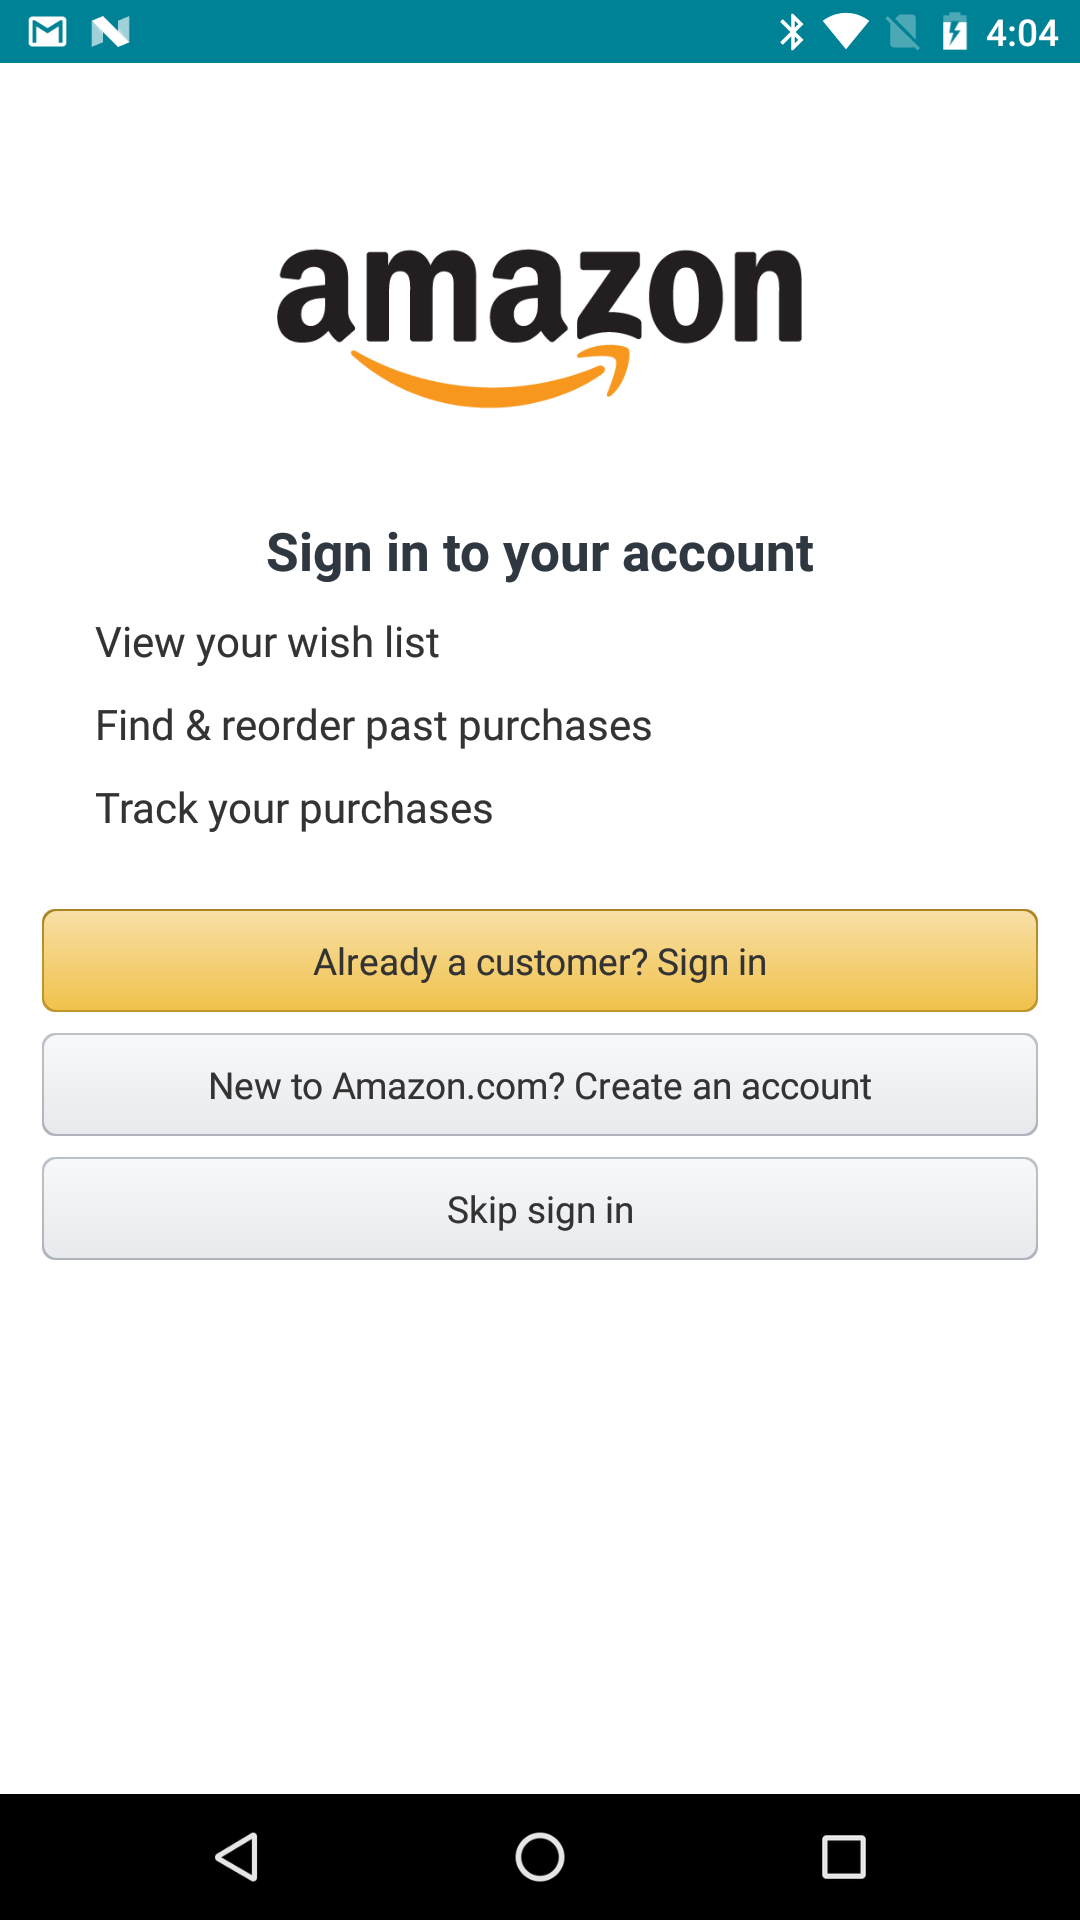 4:04
amazon
Sign in to your account
View your wish list
Find & reorder past purchases
Track your purchases
Already a customer? Sign in
New to Amazon.com? Create an account
Skip sign in